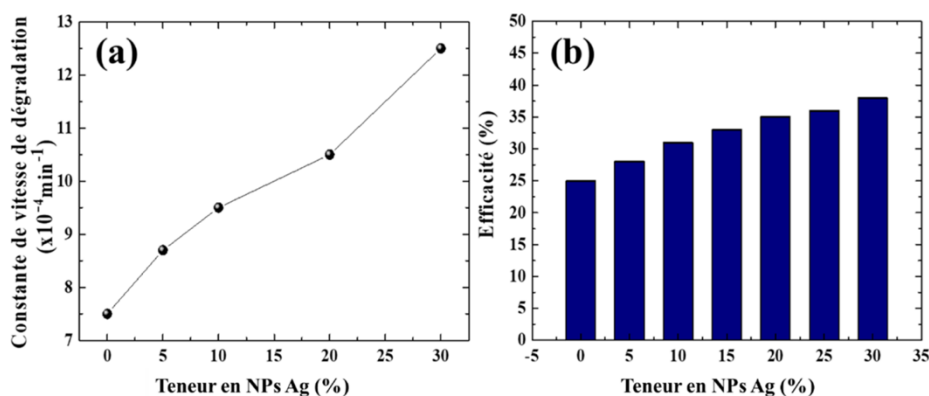 (a)
Constante de vitesse de dégradation
(x10⁻⁴min⁻¹)
13
12
11
10
9
8
7
0 5 10 15 20 25 30
Teneur en NPs Ag (%)
(b)
Efficacité (%)
50
45
40
35
30
25
20
15
10
5
0
-5 0 5 10 15 20 25 30 35
Teneur en NPs Ag (%)